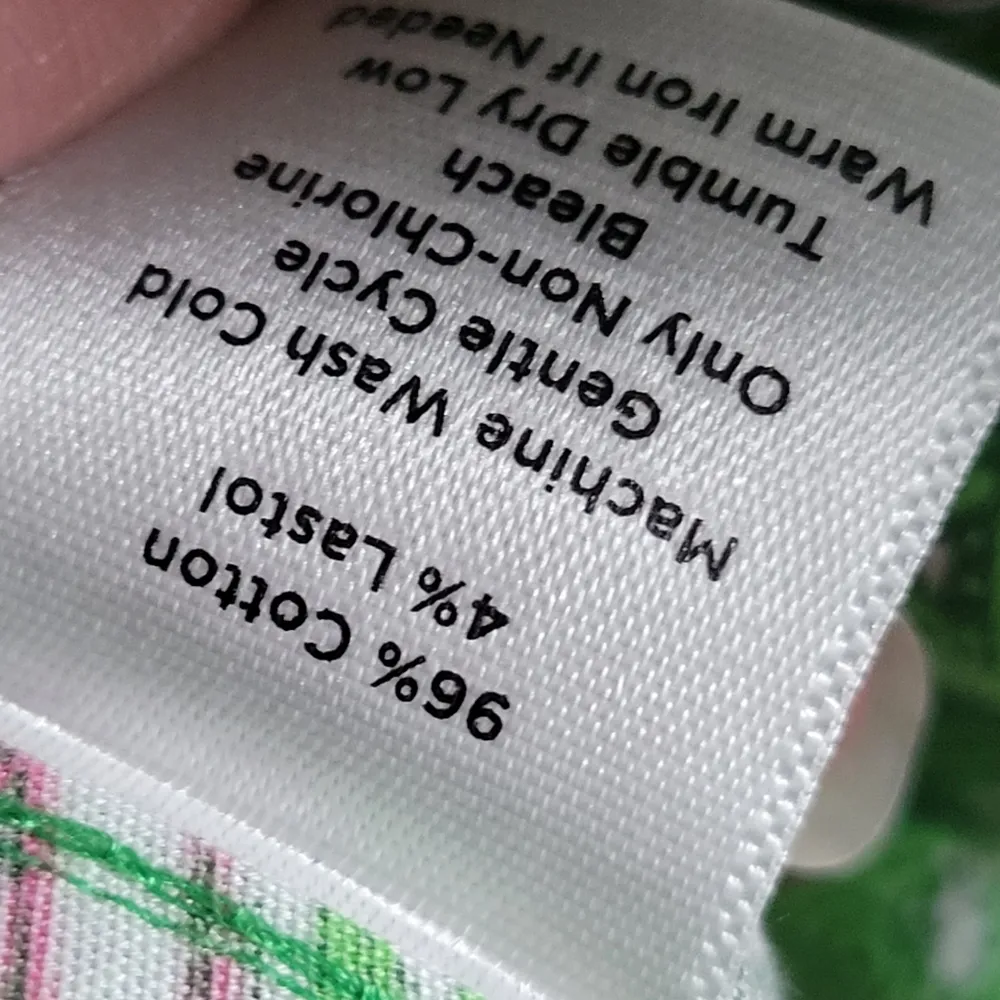 96% Cotton
4% Lastol
Machine Wash Cold
Gentle Cycle
Only Non-Chlorine
Bleach
Tumble Dry Low
Warm Iron If Needed